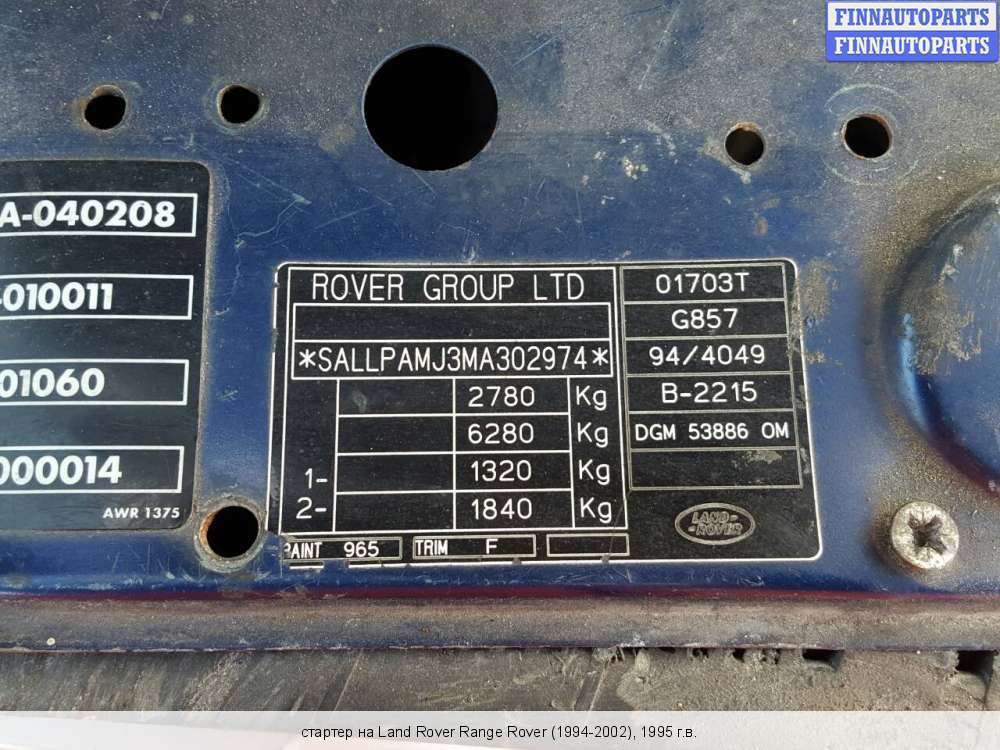 FINNAUTOPARTS
FINNAUTOPARTS
A-040208
-010011
01060
000014
AWR 1375
ROVER GROUP LTD
*SALLPAMJ3MA302974*
2780 Kg
6280 Kg
1- 1320 Kg
2- 1840 Kg
PAINT 965 TRIM F
01703T
G857
94/4049
B-2215
DGM 53886 OM
LAND-
ROVER
стартер на Land Rover Range Rover (1994-2002), 1995 г.в.